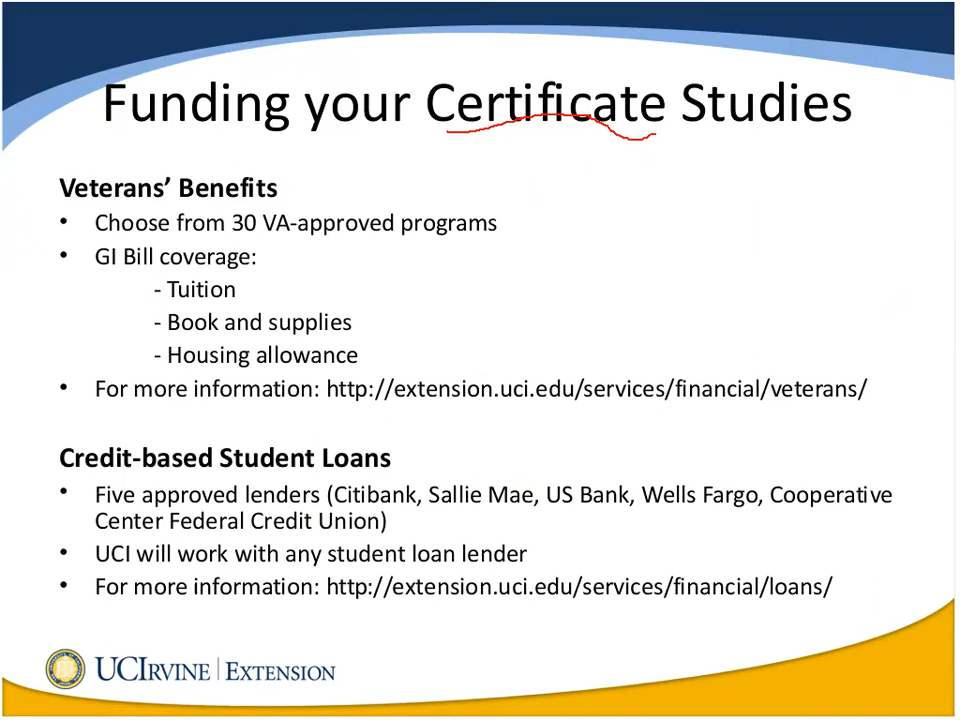 Funding your Certificate Studies
Veterans’ Benefits
• Choose from 30 VA-approved programs
• GI Bill coverage:
- Tuition
- Book and supplies
- Housing allowance
• For more information: http://extension.uci.edu/services/financial/veterans/
Credit-based Student Loans
• Five approved lenders (Citibank, Sallie Mae, US Bank, Wells Fargo, Cooperative
Center Federal Credit Union)
• UCI will work with any student loan lender
• For more information: http://extension.uci.edu/services/financial/loans/
UCIRVINE | EXTENSION